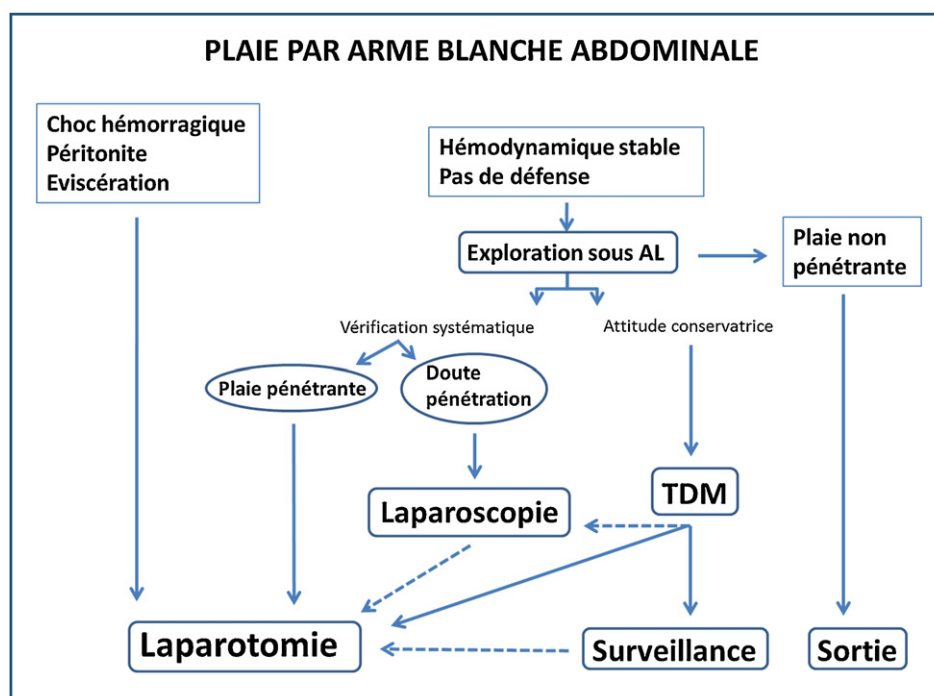 PLAIE PAR ARME BLANCHE ABDOMINALE
Choc hémorragique
Péritonite
Eviscération
Hémodynamique stable
Pas de défense
Exploration sous AL
Plaie non
pénétrante
Vérification systématique
Attitude conservatrice
Plaie pénétrante
Doute
pénétration
Laparoscopie
TDM
Laparotomie
Surveillance
Sortie